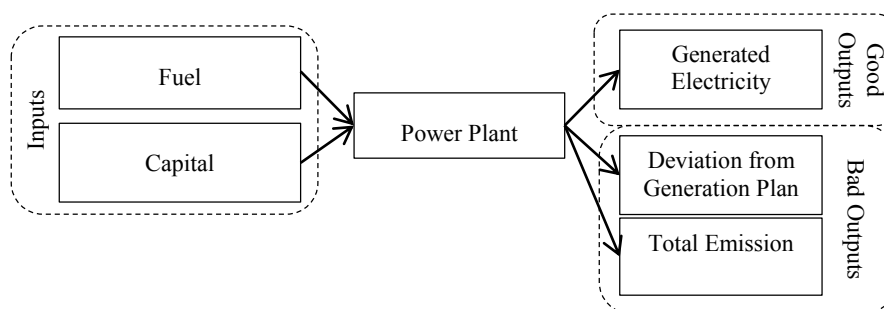 Inputs
Fuel
Capital
Power Plant
Generated
Electricity
Good
Outputs
Deviation from
Generation Plan
Total Emission
Bad Outputs